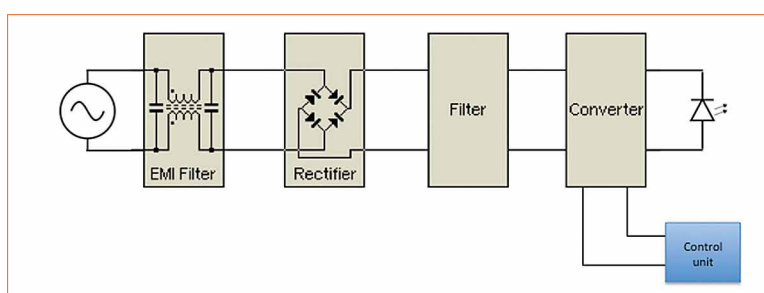 EMI Filter
Rectifier
Filter
Converter
Control
unit